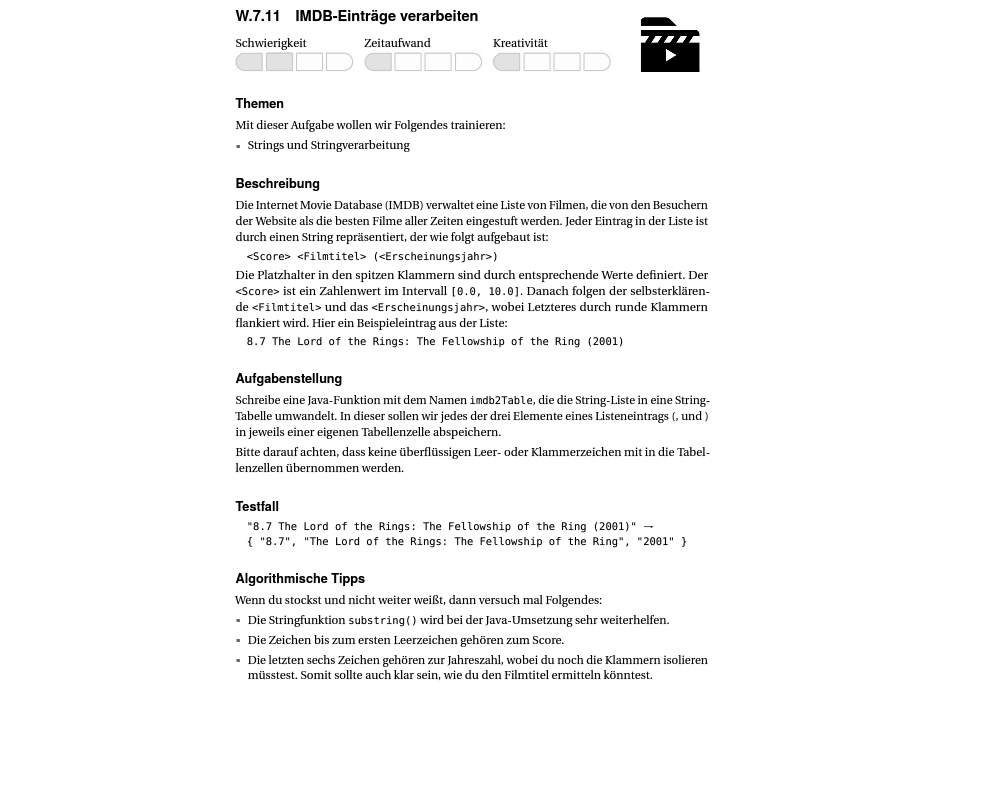 W.7.11 IMDB-Einträge verarbeiten
Schwierigkeit Zeitaufwand Kreativität
Themen
Mit dieser Aufgabe wollen wir Folgendes trainieren:
▪ Strings und Stringverarbeitung
Beschreibung
Die Internet Movie Database (IMDB) verwaltet eine Liste von Filmen, die von den Besuchern
der Website als die besten Filme aller Zeiten eingestuft werden. Jeder Eintrag in der Liste ist
durch einen String repräsentiert, der wie folgt aufgebaut ist:
<Score> <Filmtitel> (<Erscheinungsjahr>)
Die Platzhalter in den spitzen Klammern sind durch entsprechende Werte definiert. Der
<Score> ist ein Zahlenwert im Intervall [0.0, 10.0]. Danach folgen der selbsterklären-
de <Filmtitel> und das <Erscheinungsjahr>, wobei Letzteres durch runde Klammern
flankiert wird. Hier ein Beispieleintrag aus der Liste:
8.7 The Lord of the Rings: The Fellowship of the Ring (2001)
Aufgabenstellung
Schreibe eine Java-Funktion mit dem Namen imdb2Table, die die String-Liste in eine String-
Tabelle umwandelt. In dieser sollen wir jedes der drei Elemente eines Listeneintrags (, und )
in jeweils einer eigenen Tabellenzelle abspeichern.
Bitte darauf achten, dass keine überflüssigen Leer- oder Klammerzeichen mit in die Tabel-
lenzellen übernommen werden.
Testfall
"8.7 The Lord of the Rings: The Fellowship of the Ring (2001)" →
{ "8.7", "The Lord of the Rings: The Fellowship of the Ring", "2001" }
Algorithmische Tipps
Wenn du stockst und nicht weiter weißt, dann versuch mal Folgendes:
▪ Die Stringfunktion substring() wird bei der Java-Umsetzung sehr weiterhelfen.
▪ Die Zeichen bis zum ersten Leerzeichen gehören zum Score.
▪ Die letzten sechs Zeichen gehören zur Jahreszahl, wobei du noch die Klammern isolieren
müsstest. Somit sollte auch klar sein, wie du den Filmtitel ermitteln könntest.